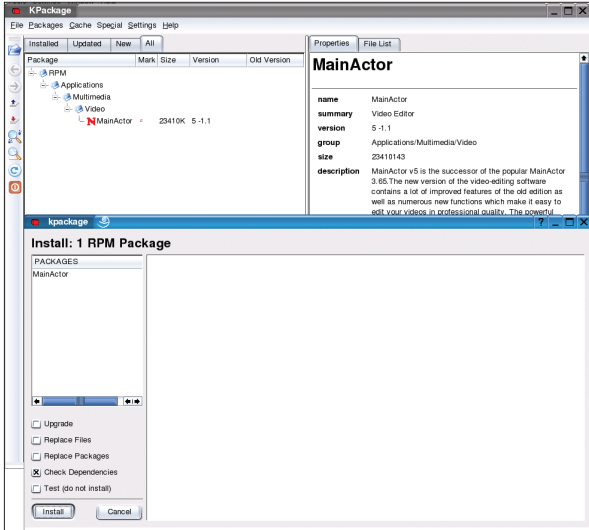 KPackage
File Packages Cache Special Settings Help
Installed Updated New All
Package Mark Size Version Old Version
RPM
Applications
Multimedia
Video
MainActor 23410K 5 -1.1
Properties File List
MainActor
name MainActor
summary Video Editor
version 5 -1.1
group Applications/Multimedia/Video
size 23410143
description MainActor v5 is the successor of the popular MainActor
3.65.The new version of the video-editing software
contains a lot of improved features of the old edition as
well as numerous new functions which make it easy to
edit your videos in professional quality. The powerful
kpackage
Install: 1 RPM Package
PACKAGES
MainActor
Upgrade
Replace Files
Replace Packages
Check Dependencies
Test (do not install)
Install Cancel